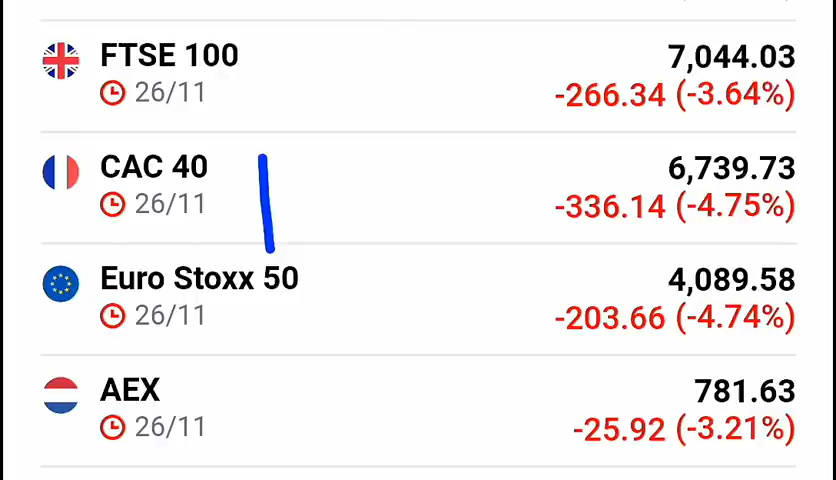 FTSE 100 7,044.03
26/11 -266.34 (-3.64%)
CAC 40 6,739.73
26/11 -336.14 (-4.75%)
Euro Stoxx 50 4,089.58
26/11 -203.66 (-4.74%)
AEX 781.63
26/11 -25.92 (-3.21%)